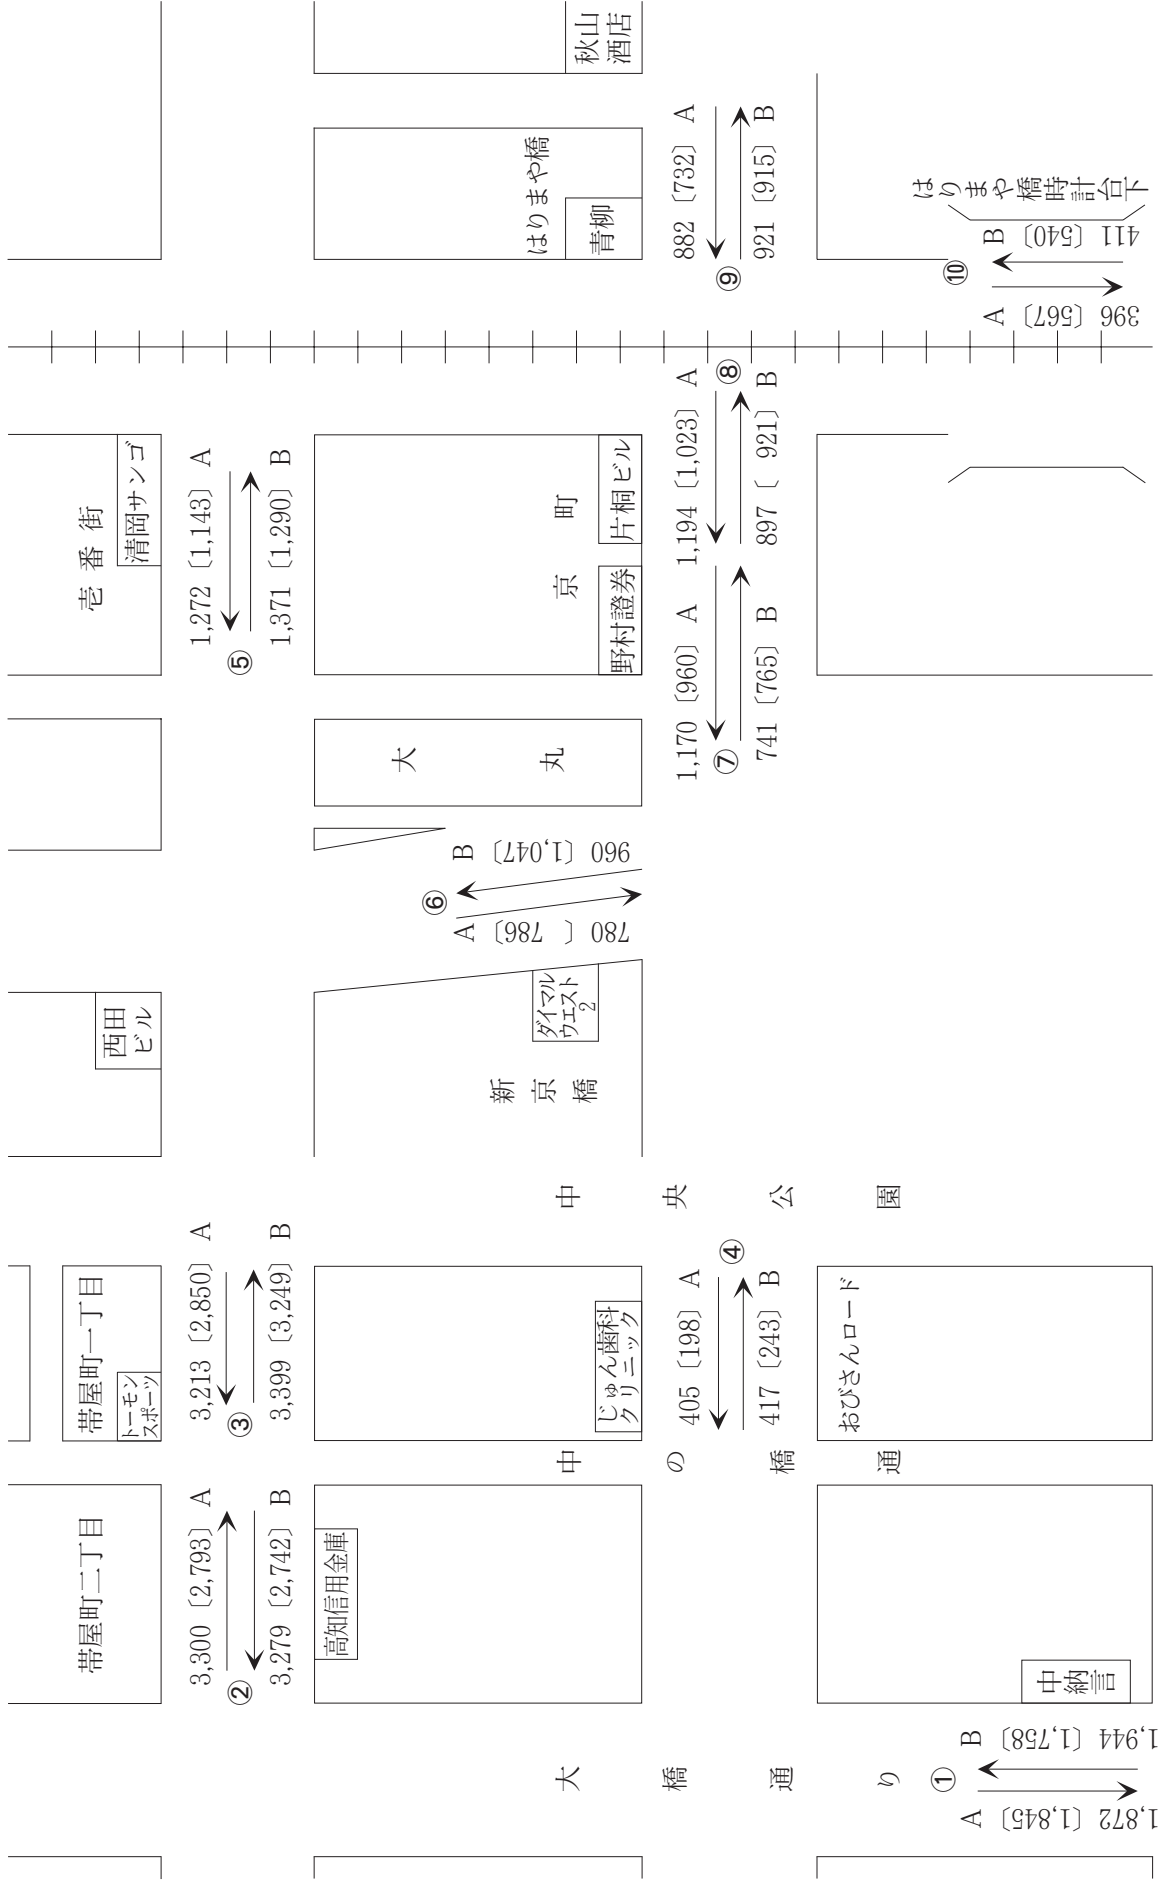 帯屋町二丁目
3,300 〔2,793〕 A
②
3,279 〔2,742〕 B
高知信用金庫
帯屋町一丁目
トーモン
スポーツ
3,213 〔2,850〕 A
③
3,399 〔3,249〕 B
西田
ビル
壱番街
清岡サンゴ
1,272 〔1,143〕 A
⑤
1,371 〔1,290〕 B
大橋通り
①
A 〔1,845〕 1,872
B 〔1,758〕 1,944
中納言
中の橋通
じゅん歯科
クリニック
405 〔198〕 A
④
417 〔243〕 B
おびさんロード
中央公園
新京橋
ダイマル
ウエスト
2
⑥
A 〔 786〕 780
B 〔1,047〕 960
大丸
京町
野村證券
片桐ビル
1,170 〔960〕 A
⑦
741 〔765〕 B
1,194 〔1,023〕 A
⑧
897 〔 921〕 B
はりまや橋
青柳
秋山
酒店
882 〔732〕 A
⑨
921 〔915〕 B
⑩
A 〔567〕 396
B 〔540〕 411
はりまや橋時計台下